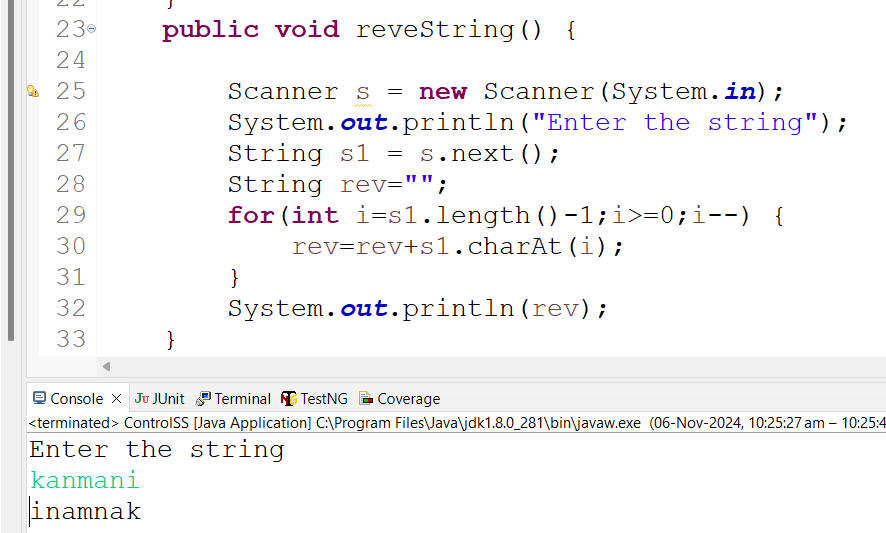 22 }
23 public void reveString() {
24
25 Scanner s = new Scanner(System.in);
26 System.out.println("Enter the string");
27 String s1 = s.next();
28 String rev="";
29 for(int i=s1.length()-1;i>=0;i--) {
30 rev=rev+s1.charAt(i);
31 }
32 System.out.println(rev);
33 }
Console × JUnit Terminal TestNG Coverage
<terminated> ControlSS [Java Application] C:\Program Files\Java\jdk1.8.0_281\bin\javaw.exe (06-Nov-2024, 10:25:27 am – 10:25:4
Enter the string
kanmani
inamnak